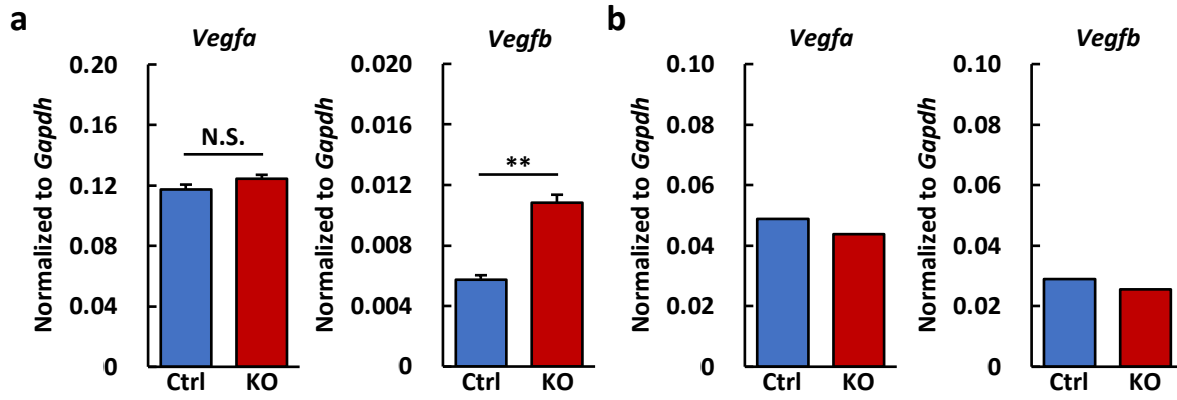 a
Vegfa
Normalized to Gapdh
0.20
0.16
0.12
0.08
0.04
0
N.S.
Ctrl KO
Vegfb
Normalized to Gapdh
0.020
0.016
0.012
0.008
0.004
0
**
Ctrl KO
b
Vegfa
Normalized to Gapdh
0.10
0.08
0.06
0.04
0.02
0
Ctrl KO
Vegfb
Normalized to Gapdh
0.10
0.08
0.06
0.04
0.02
0
Ctrl KO